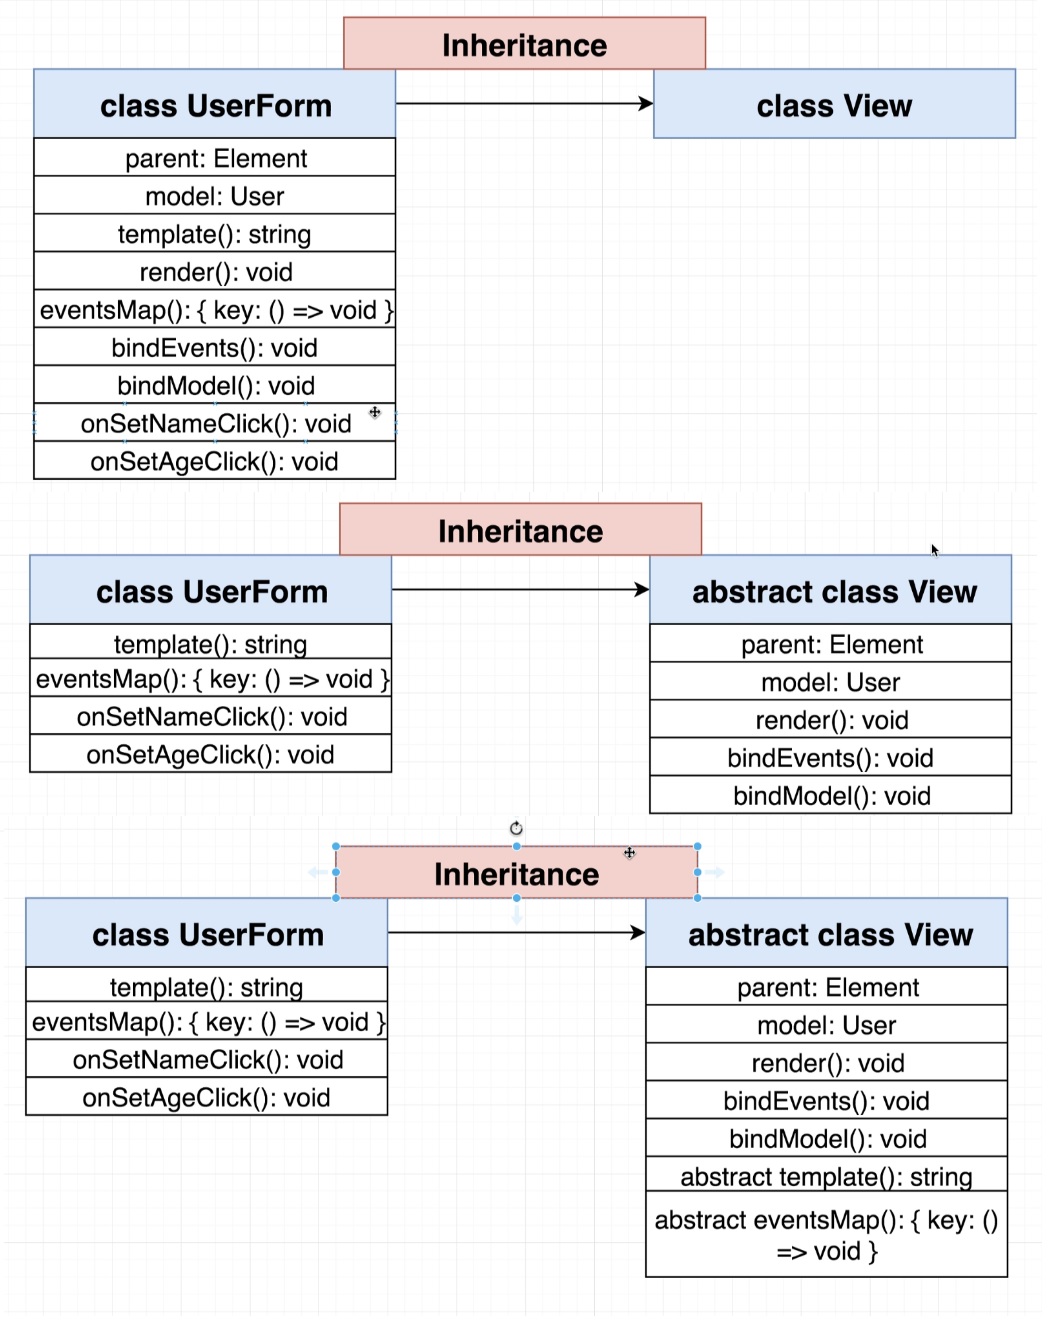 Inheritance
class UserForm
class View
parent: Element
model: User
template(): string
render(): void
eventsMap(): { key: () => void }
bindEvents(): void
bindModel(): void
onSetNameClick(): void
onSetAgeClick(): void
Inheritance
class UserForm
template(): string
eventsMap(): { key: () => void }
onSetNameClick(): void
onSetAgeClick(): void
abstract class View
parent: Element
model: User
render(): void
bindEvents(): void
bindModel(): void
Inheritance
class UserForm
template(): string
eventsMap(): { key: () => void }
onSetNameClick(): void
onSetAgeClick(): void
abstract class View
parent: Element
model: User
render(): void
bindEvents(): void
bindModel(): void
abstract template(): string
abstract eventsMap(): { key: ()
=> void }